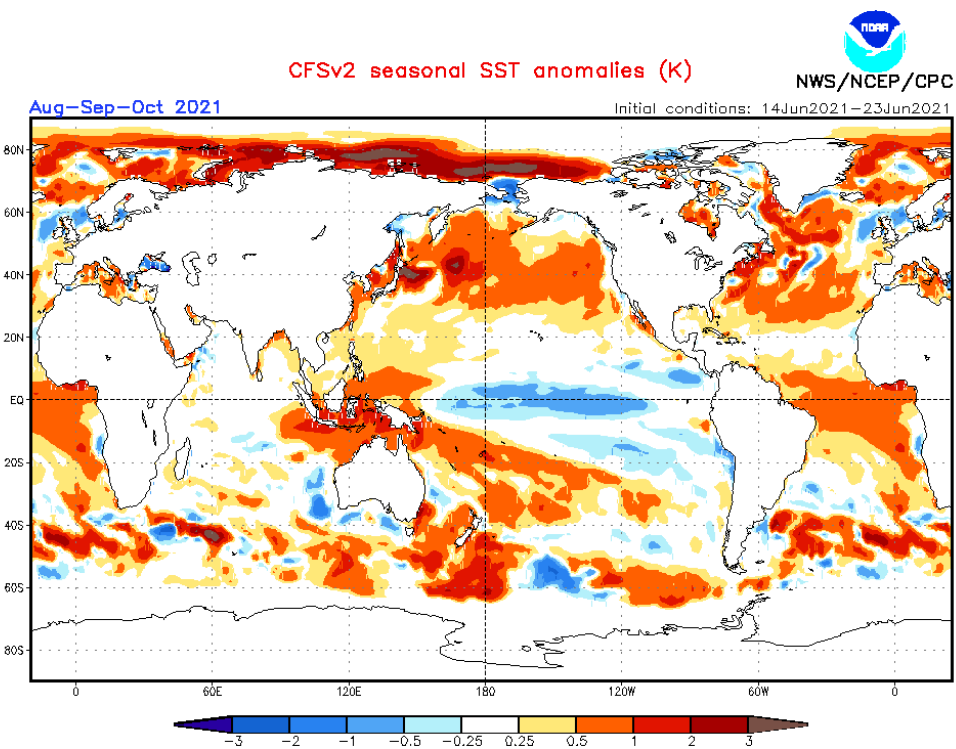 NOAA
CFSv2 seasonal SST anomalies (K)
NWS/NCEP/CPC
Aug-Sep-Oct 2021
Initial conditions: 14Jun2021-23Jun2021
80N
60N
40N
20N
EQ
20S
40S
60S
80S
0 60E 120E 180 120W 60W 0
-3 -2 -1 -0.5 -0.25 0.25 0.5 1 2 3